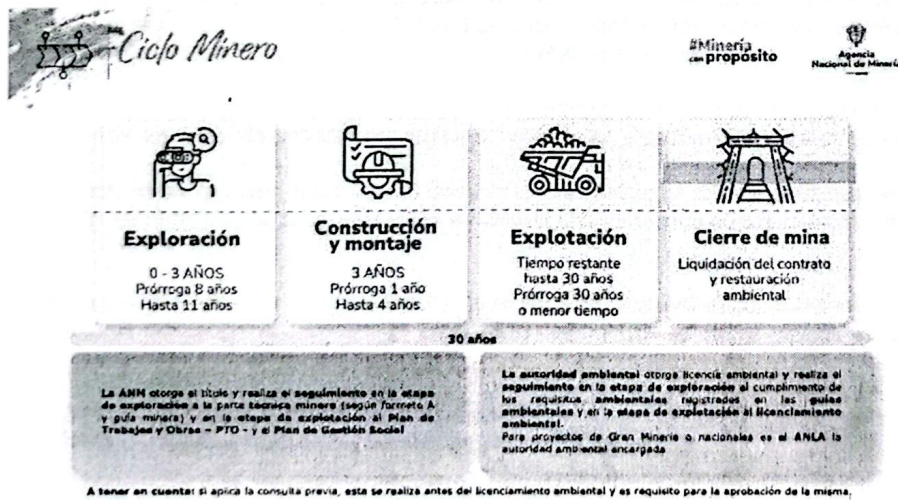 Ciclo Minero
#Minería
con propósito
Agencia
Nacional de Minería
Exploración
0 - 3 AÑOS
Prórroga 8 años
Hasta 11 años
Construcción
y montaje
3 AÑOS
Prórroga 1 año
Hasta 4 años
Explotación
Tiempo restante
hasta 30 años
Prórroga 30 años
o menor tiempo
Cierre de mina
Liquidación del contrato
y restauración
ambiental
30 años
La ANM otorga el título y realiza el seguimiento en la etapa
de exploración a la parte técnica minera (según formato A
y guía minera) y en la etapa de explotación al Plan de
Trabajos y Obras – PTO - y el Plan de Gestión Social
La autoridad ambiental otorga licencia ambiental y realiza el
seguimiento en la etapa de exploración al cumplimiento de
los requisitos ambientales registrados en las guías
ambientales y en la etapa de explotación al licenciamiento
ambiental.
Para proyectos de Gran Minería o nacionales es el ANLA la
autoridad ambiental encargada
A tener en cuenta: si aplica la consulta previa, esta se realiza antes del licenciamiento ambiental y es requisito para la aprobación de la misma.